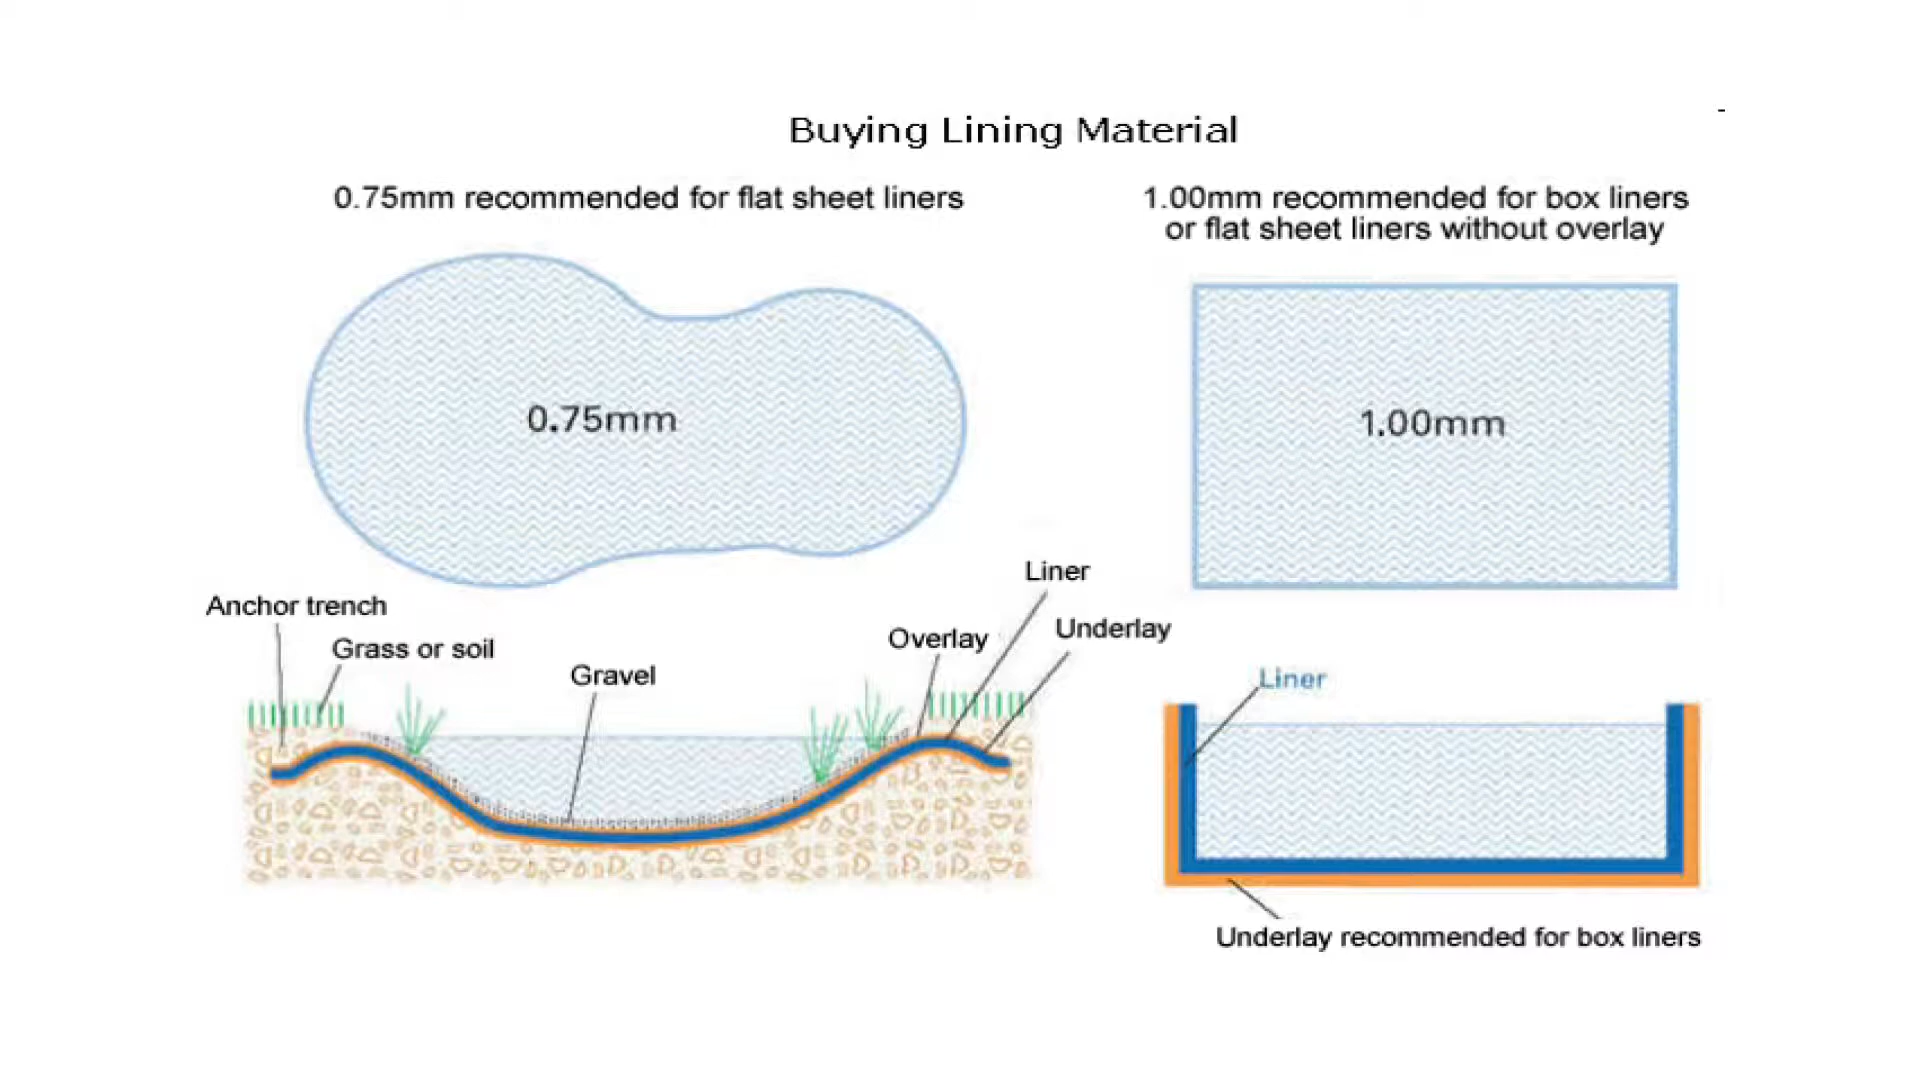 Buying Lining Material
0.75mm recommended for flat sheet liners
1.00mm recommended for box liners
or flat sheet liners without overlay
0.75mm
1.00mm
Liner
Anchor trench
Underlay
Overlay
Grass or soil
Gravel
Liner
Underlay recommended for box liners